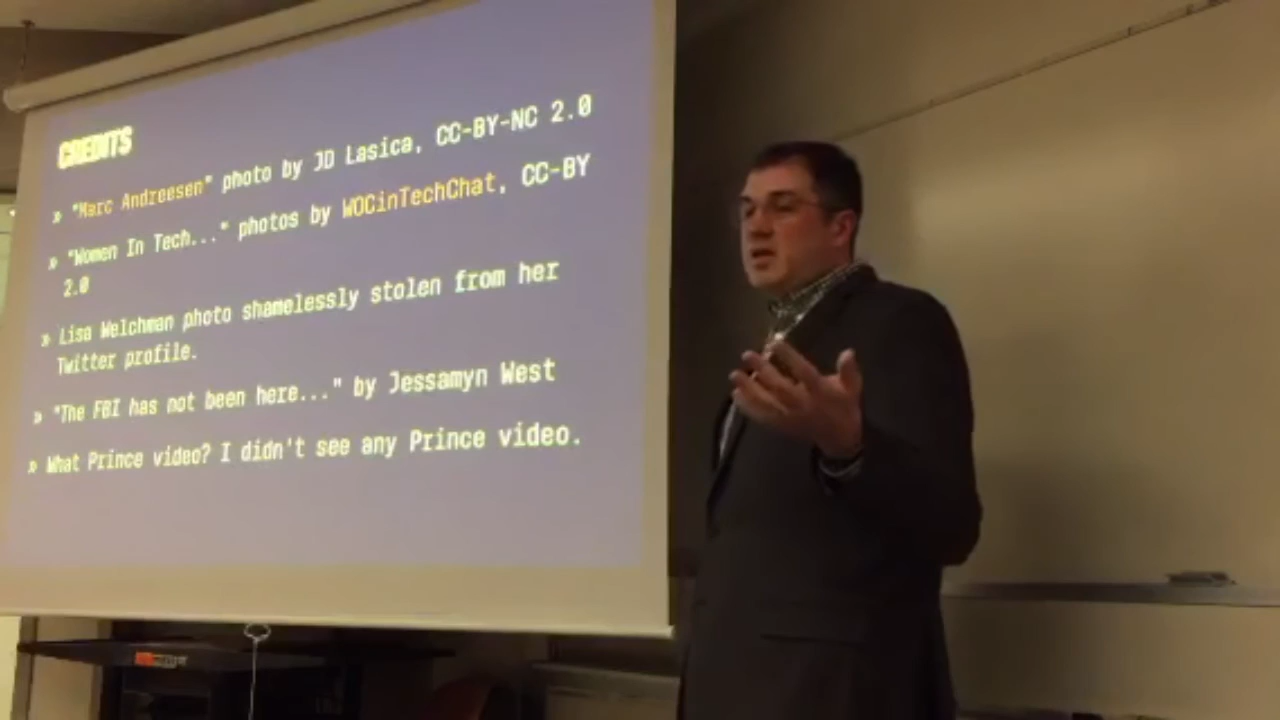 CREDITS
» "Marc Andreesen" photo by JD Lasica, CC-BY-NC 2.0
» "Women In Tech..." photos by WOCinTechChat, CC-BY
2.0
» Lisa Welchman photo shamelessly stolen from her
Twitter profile.
» "The FBI has not been here..." by Jessamyn West
» What Prince video? I didn't see any Prince video.